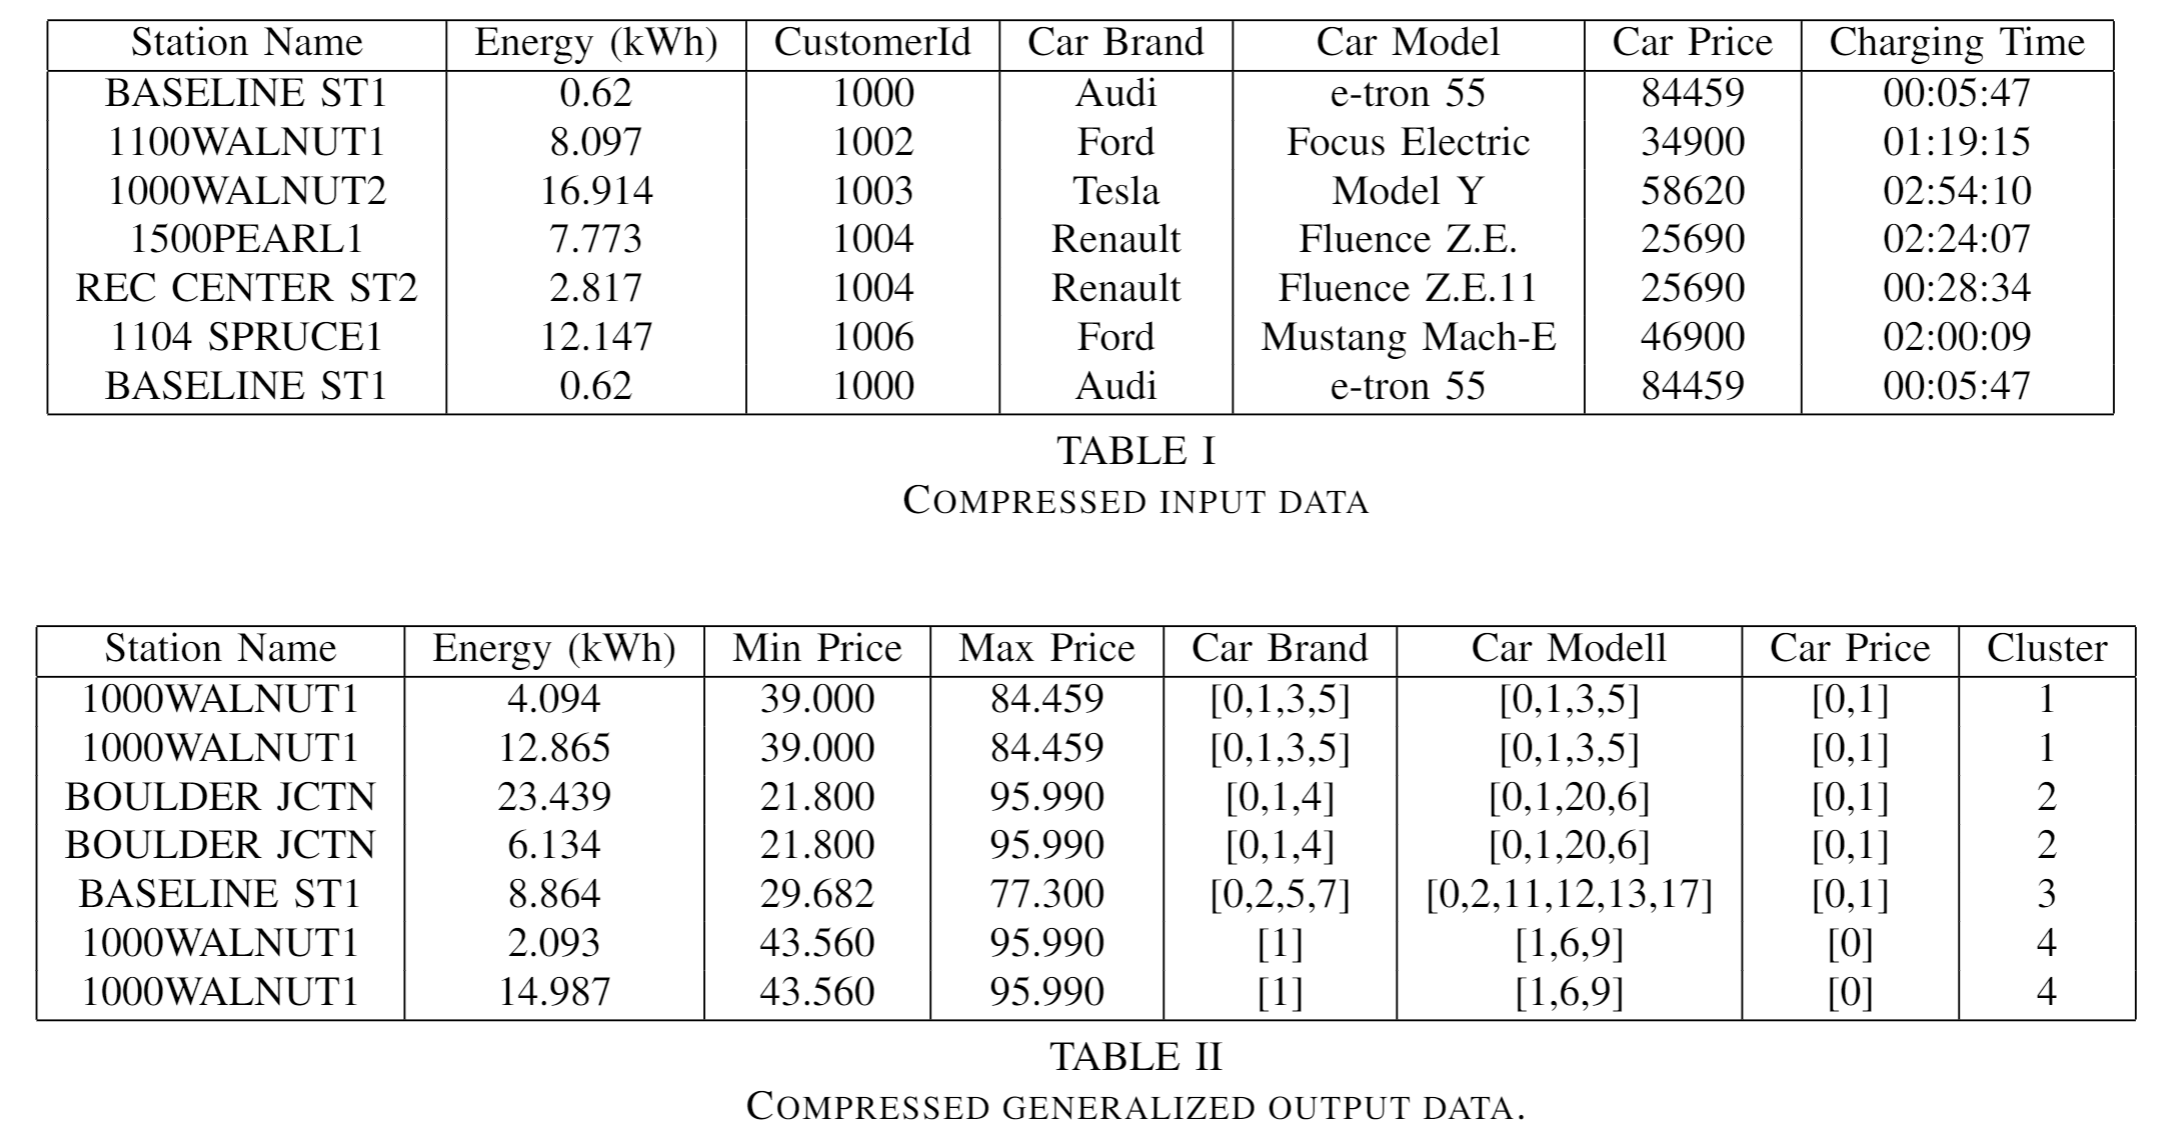 Station Name Energy (kWh) CustomerId Car Brand Car Model Car Price Charging Time
BASELINE ST1 0.62 1000 Audi e-tron 55 84459 00:05:47
1100WALNUT1 8.097 1002 Ford Focus Electric 34900 01:19:15
1000WALNUT2 16.914 1003 Tesla Model Y 58620 02:54:10
1500PEARL1 7.773 1004 Renault Fluence Z.E. 25690 02:24:07
REC CENTER ST2 2.817 1004 Renault Fluence Z.E.11 25690 00:28:34
1104 SPRUCE1 12.147 1006 Ford Mustang Mach-E 46900 02:00:09
BASELINE ST1 0.62 1000 Audi e-tron 55 84459 00:05:47
TABLE I
COMPRESSED INPUT DATA
Station Name Energy (kWh) Min Price Max Price Car Brand Car Modell Car Price Cluster
1000WALNUT1 4.094 39.000 84.459 [0,1,3,5] [0,1,3,5] [0,1] 1
1000WALNUT1 12.865 39.000 84.459 [0,1,3,5] [0,1,3,5] [0,1] 1
BOULDER JCTN 23.439 21.800 95.990 [0,1,4] [0,1,20,6] [0,1] 2
BOULDER JCTN 6.134 21.800 95.990 [0,1,4] [0,1,20,6] [0,1] 2
BASELINE ST1 8.864 29.682 77.300 [0,2,5,7] [0,2,11,12,13,17] [0,1] 3
1000WALNUT1 2.093 43.560 95.990 [1] [1,6,9] [0] 4
1000WALNUT1 14.987 43.560 95.990 [1] [1,6,9] [0] 4
TABLE II
COMPRESSED GENERALIZED OUTPUT DATA.